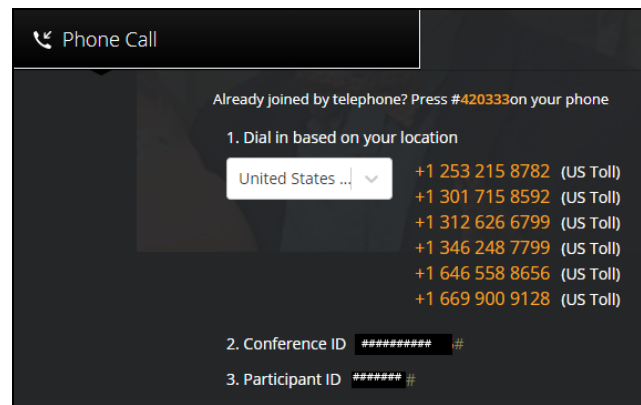 Phone Call
Already joined by telephone? Press #420333on your phone
1. Dial in based on your location
United States ...
+1 253 215 8782 (US Toll)
+1 301 715 8592 (US Toll)
+1 312 626 6799 (US Toll)
+1 346 248 7799 (US Toll)
+1 646 558 8656 (US Toll)
+1 669 900 9128 (US Toll)
2. Conference ID ########## #
3. Participant ID ####### #